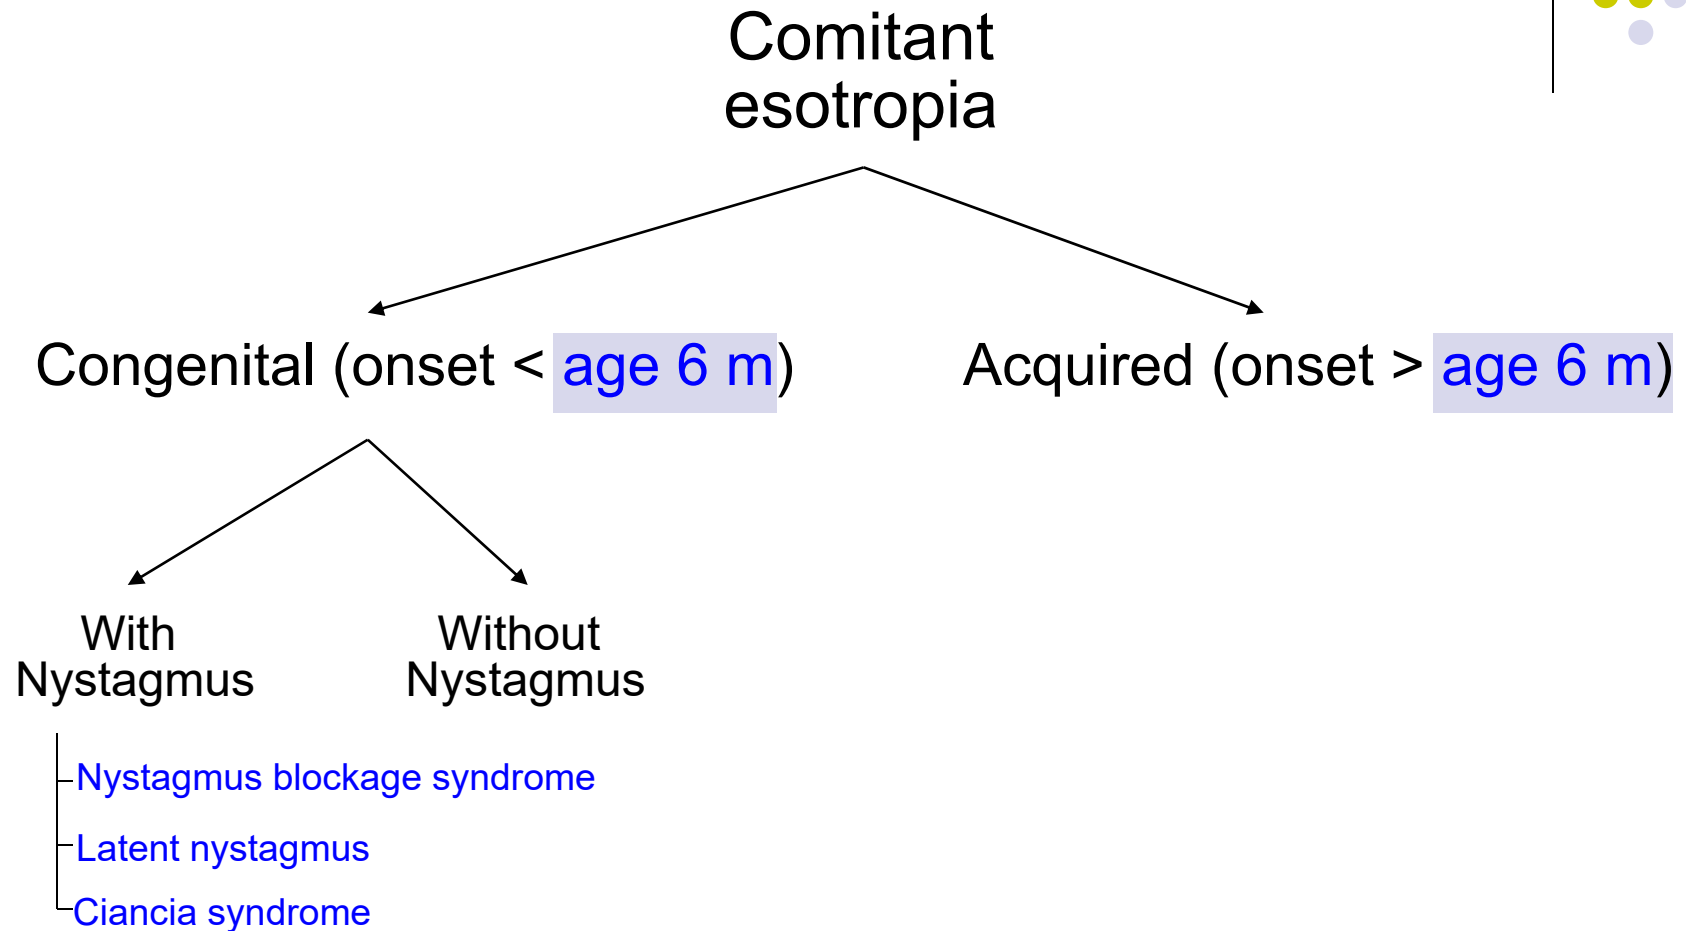 Comitant
esotropia
Congenital (onset < age 6 m)
Acquired (onset > age 6 m)
With
Nystagmus
Without
Nystagmus
Nystagmus blockage syndrome
Latent nystagmus
Ciancia syndrome